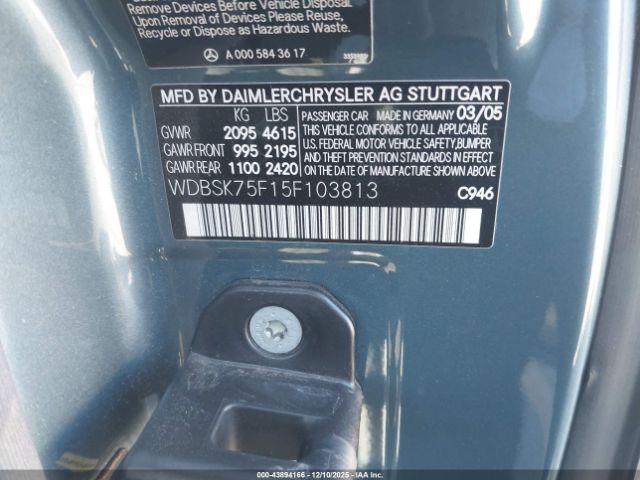 Remove Devices Before Vehicle Disposal
Upon Removal of Devices Please Reuse,
Recycle or Dispose as Hazardous Waste.
A 000 584 36 17
MFD BY DAIMLERCHRYSLER AG STUTTGART
KG LBS
GVWR 2095 4615
GAWR FRONT 995 2195
GAWR REAR 1100 2420
PASSENGER CAR MADE IN GERMANY 03/05
THIS VEHICLE CONFORMS TO ALL APPLICABLE
U.S. FEDERAL MOTOR VEHICLE SAFETY,BUMPER
AND THEFT PREVENTION STANDARDS IN EFFECT
ON THE DATE OF MANUFACTURE SHOWN ABOVE.
WDBSK75F15F103813
C946
000-43894166 - 12/10/2025 - IAAI.COM